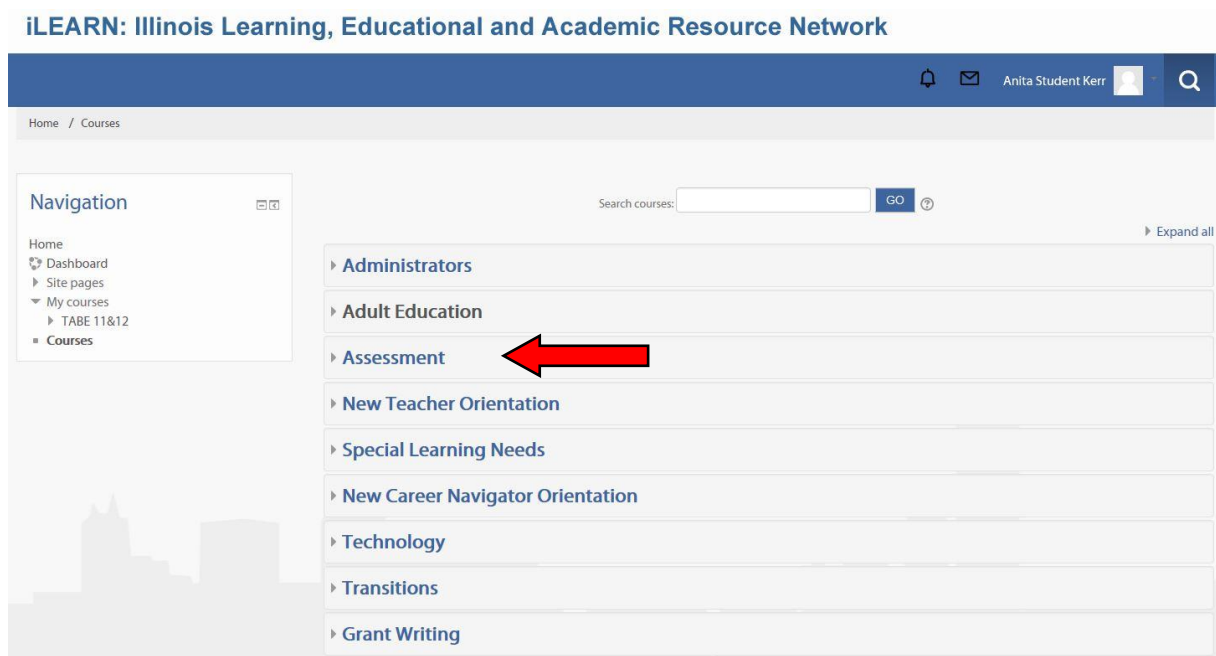 iLEARN: Illinois Learning, Educational and Academic Resource Network
Anita Student Kerr
Home / Courses
Navigation
Home
Dashboard
Site pages
My courses
TABE 11&12
Courses
Search courses:
GO
Expand all
Administrators
Adult Education
Assessment
New Teacher Orientation
Special Learning Needs
New Career Navigator Orientation
Technology
Transitions
Grant Writing